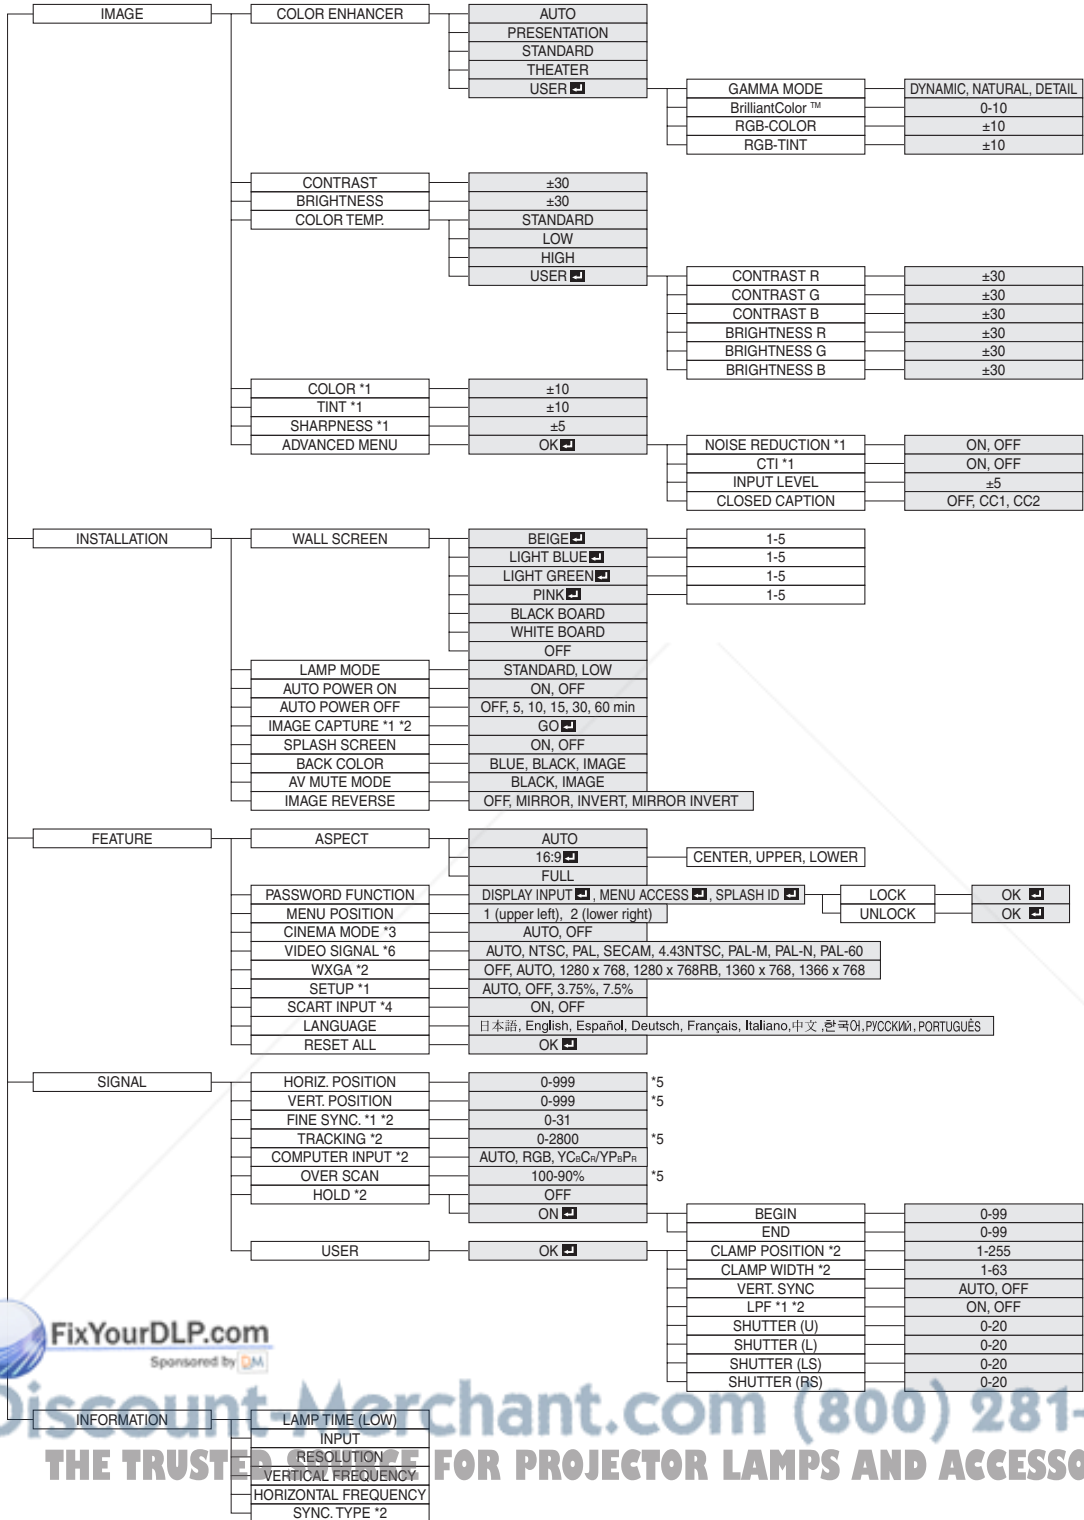 IMAGE COLOR ENHANCER AUTO
PRESENTATION
STANDARD
THEATER
USER GAMMA MODE DYNAMIC, NATURAL, DETAIL
BrilliantColor ™ 0-10
RGB-COLOR ±10
RGB-TINT ±10
CONTRAST ±30
BRIGHTNESS ±30
COLOR TEMP. STANDARD
LOW
HIGH
USER CONTRAST R ±30
CONTRAST G ±30
CONTRAST B ±30
BRIGHTNESS R ±30
BRIGHTNESS G ±30
BRIGHTNESS B ±30
COLOR *1 ±10
TINT *1 ±10
SHARPNESS *1 ±5
ADVANCED MENU OK NOISE REDUCTION *1 ON, OFF
CTI *1 ON, OFF
INPUT LEVEL ±5
CLOSED CAPTION OFF, CC1, CC2
INSTALLATION WALL SCREEN BEIGE 1-5
LIGHT BLUE 1-5
LIGHT GREEN 1-5
PINK 1-5
BLACK BOARD
WHITE BOARD
OFF
LAMP MODE STANDARD, LOW
AUTO POWER ON ON, OFF
AUTO POWER OFF OFF, 5, 10, 15, 30, 60 min
IMAGE CAPTURE *1 *2 GO
SPLASH SCREEN ON, OFF
BACK COLOR BLUE, BLACK, IMAGE
AV MUTE MODE BLACK, IMAGE
IMAGE REVERSE OFF, MIRROR, INVERT, MIRROR INVERT
FEATURE ASPECT AUTO
16:9 CENTER, UPPER, LOWER
FULL
PASSWORD FUNCTION DISPLAY INPUT , MENU ACCESS , SPLASH ID LOCK OK
MENU POSITION 1 (upper left), 2 (lower right) UNLOCK OK
CINEMA MODE *3 AUTO, OFF
VIDEO SIGNAL *6 AUTO, NTSC, PAL, SECAM, 4.43NTSC, PAL-M, PAL-N, PAL-60
WXGA *2 OFF, AUTO, 1280 x 768, 1280 x 768RB, 1360 x 768, 1366 x 768
SETUP *1 AUTO, OFF, 3.75%, 7.5%
SCART INPUT *4 ON, OFF
LANGUAGE 日本語, English, Español, Deutsch, Français, Italiano,中文 ,한국어,РУССКИЙ, PORTUGUÊS
RESET ALL OK
SIGNAL HORIZ. POSITION 0-999 *5
VERT. POSITION 0-999 *5
FINE SYNC. *1 *2 0-31
TRACKING *2 0-2800 *5
COMPUTER INPUT *2 AUTO, RGB, YCBCR/YPBPR
OVER SCAN 100-90% *5
HOLD *2 OFF
ON BEGIN 0-99
END 0-99
USER OK CLAMP POSITION *2 1-255
CLAMP WIDTH *2 1-63
VERT. SYNC AUTO, OFF
LPF *1 *2 ON, OFF
SHUTTER (U) 0-20
SHUTTER (L) 0-20
SHUTTER (LS) 0-20
SHUTTER (RS) 0-20
FixYourDLP.com
Sponsored by DM
Discount-Merchant.com (800) 281-
INFORMATION LAMP TIME (LOW)
INPUT
RESOLUTION
THE TRUSTED SOURCE FOR PROJECTOR LAMPS AND ACCESSO
VERTICAL FREQUENCY
HORIZONTAL FREQUENCY
SYNC. TYPE *2